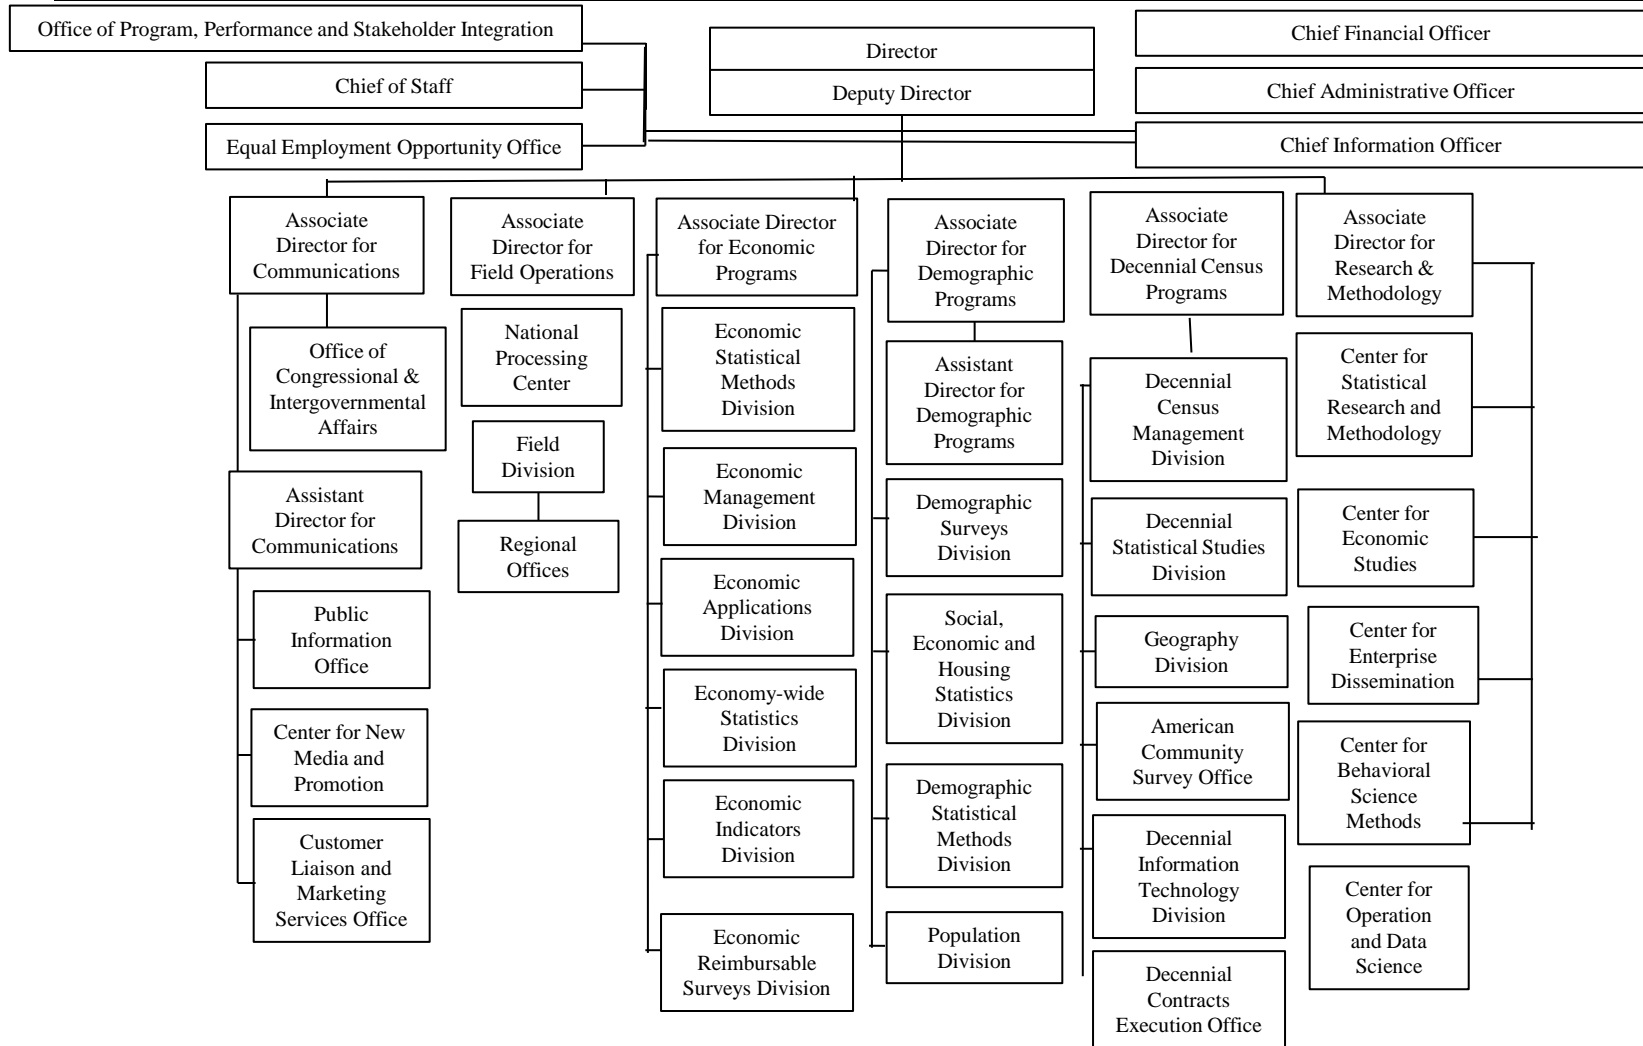 Office of Program, Performance and Stakeholder Integration
Chief of Staff
Equal Employment Opportunity Office
Director
Deputy Director
Chief Financial Officer
Chief Administrative Officer
Chief Information Officer
Associate
Director for
Communications
Office of
Congressional &
Intergovernmental
Affairs
Assistant
Director for
Communications
Public
Information
Office
Center for New
Media and
Promotion
Customer
Liaison and
Marketing
Services Office
Associate
Director for
Field Operations
National
Processing
Center
Field
Division
Regional
Offices
Associate Director
for Economic
Programs
Economic
Statistical
Methods
Division
Economic
Management
Division
Economic
Applications
Division
Economy-wide
Statistics
Division
Economic
Indicators
Division
Economic
Reimbursable
Surveys Division
Associate
Director for
Demographic
Programs
Assistant
Director for
Demographic
Programs
Demographic
Surveys
Division
Social,
Economic and
Housing
Statistics
Division
Demographic
Statistical
Methods
Division
Population
Division
Associate
Director for
Decennial Census
Programs
Decennial
Census
Management
Division
Decennial
Statistical Studies
Division
Geography
Division
American
Community
Survey Office
Decennial
Information
Technology
Division
Decennial
Contracts
Execution Office
Associate
Director for
Research &
Methodology
Center for
Statistical
Research and
Methodology
Center for
Economic
Studies
Center for
Enterprise
Dissemination
Center for
Behavioral
Science
Methods
Center for
Operation
and Data
Science